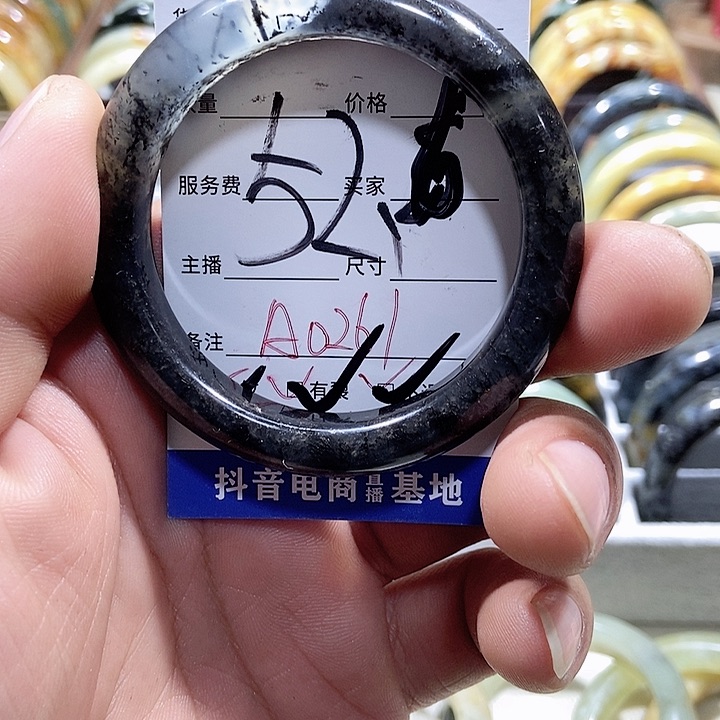 量 价格
服务费 买家
52,
主播 尺寸
备注 A0261
有裂
抖音电商直播基地